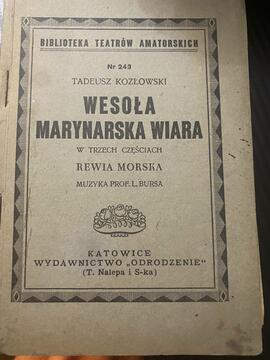 BIBLIOTEKA TEATRÓW AMATORSKICH
Nr 243
TADEUSZ KOZŁOWSKI
WESOŁA
MARYNARSKA WIARA
W TRZECH CZĘŚCIACH
REWIA MORSKA
MUZYKA PROF. L. BURSA
KATOWICE
WYDAWNICTWO „ODRODZENIE"
(T. Nalepa i S-ka)